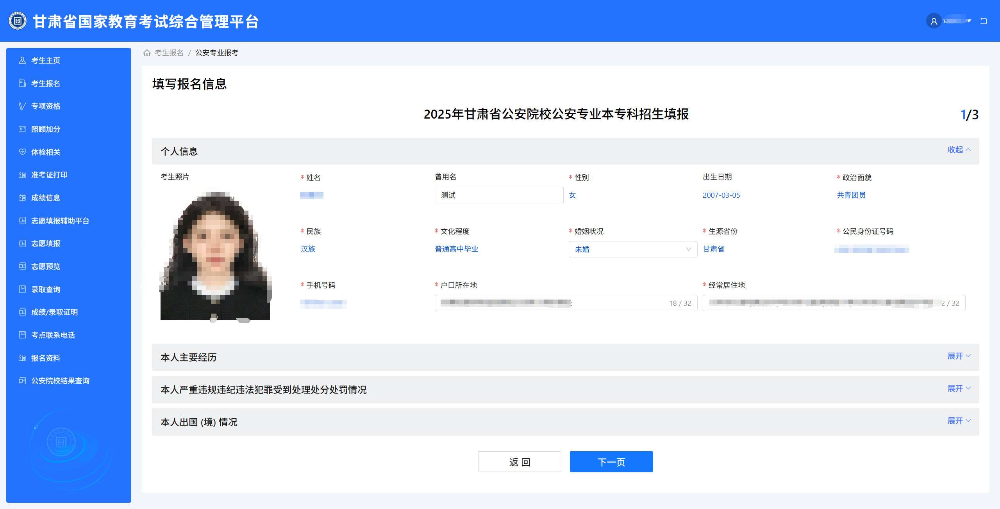 甘肃省国家教育考试综合管理平台
考生主页
考生报名
专项资格
照顾加分
体检相关
准考证打印
成绩信息
志愿填报辅助平台
志愿填报
志愿预览
录取查询
成绩/录取证明
考点联系电话
报名资料
公安院校结果查询
考生报名 / 公安专业报考
填写报名信息
2025年甘肃省公安院校公安专业本专科招生填报
1/3
个人信息 收起
考生照片 * 姓名 曾用名 * 性别 出生日期 * 政治面貌
测试 女 2007-03-05 共青团员
* 民族 * 文化程度 * 婚姻状况 * 生源省份 * 公民身份证号码
汉族 普通高中毕业 未婚 甘肃省
* 手机号码 * 户口所在地 * 经常居住地
18 / 32 2 / 32
本人主要经历 展开
本人严重违规违纪违法犯罪受到处理处分处罚情况 展开
本人出国 (境) 情况 展开
返 回 下一页